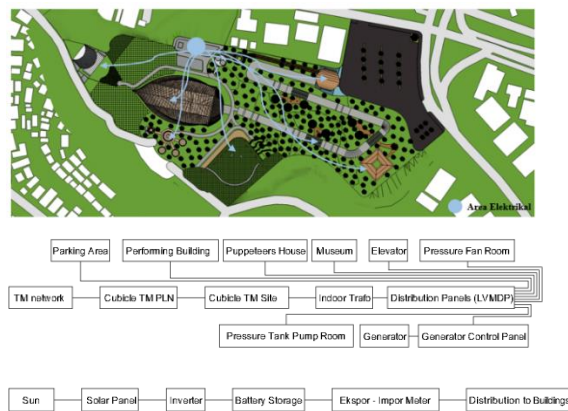 Area Elektrikal
Parking Area Performing Building Puppeteers House Museum Elevator Pressure Fan Room
TM network Cubicle TM PLN Cubicle TM Site Indoor Trafo Distribution Panels (LVMDP)
Pressure Tank Pump Room Generator Generator Control Panel
Sun Solar Panel Inverter Battery Storage Ekspor - Impor Meter Distribution to Buildings